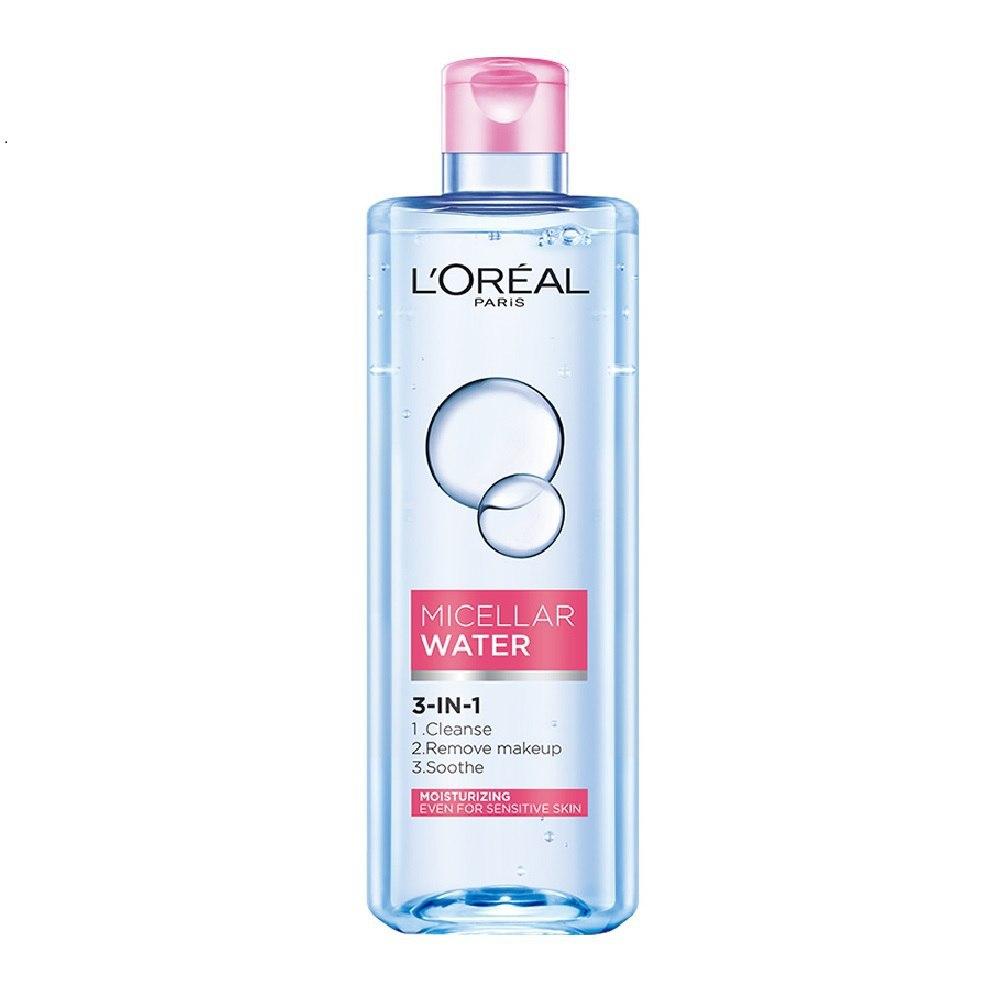 L'ORÉAL
PARIS
MICELLAR
WATER
3-IN-1
1.Cleanse
2.Remove makeup
3.Soothe
MOISTURIZING
EVEN FOR SENSITIVE SKIN